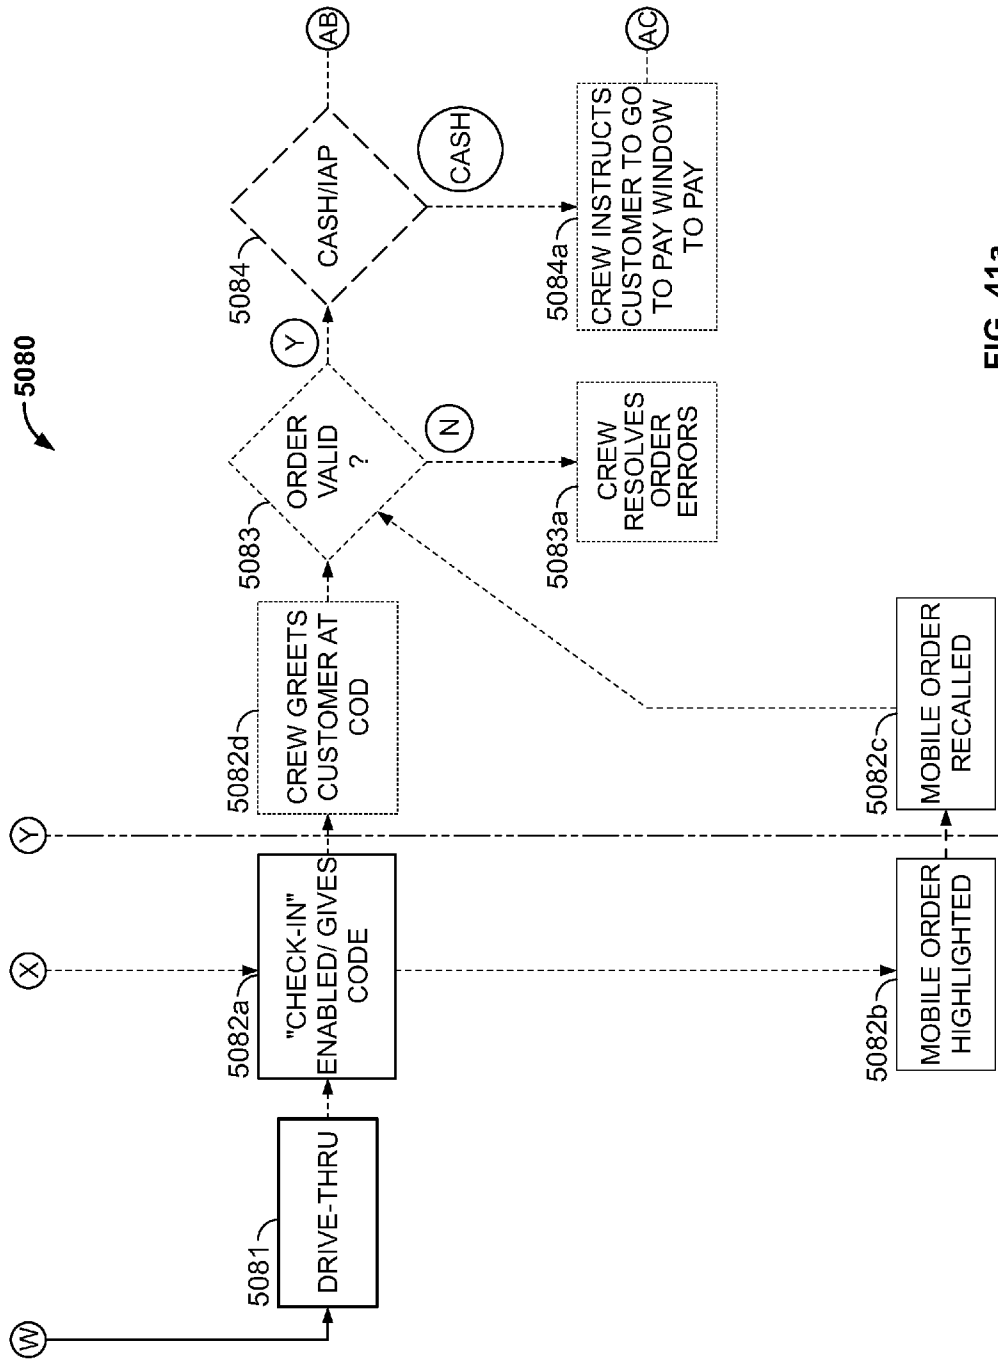 5080
W
X
Y
5081
DRIVE-THRU
5082a
"CHECK-IN"
ENABLED/ GIVES
CODE
5082d
CREW GREETS
CUSTOMER AT
COD
5083
ORDER
VALID
?
Y
N
5084
CASH/IAP
AB
CASH
5083a
CREW
RESOLVES
ORDER
ERRORS
5084a
CREW INSTRUCTS
CUSTOMER TO GO
TO PAY WINDOW
TO PAY
AC
5082b
MOBILE ORDER
HIGHLIGHTED
5082c
MOBILE ORDER
RECALLED
FIG. 41a